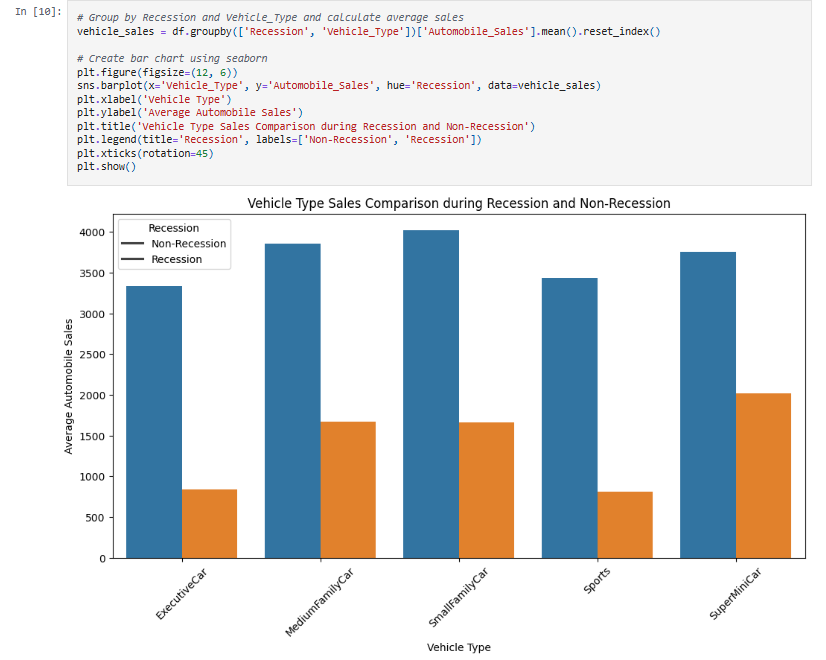 In [10]:
# Group by Recession and Vehicle_Type and calculate average sales
vehicle_sales = df.groupby(['Recession', 'Vehicle_Type'])['Automobile_Sales'].mean().reset_index()
# Create bar chart using seaborn
plt.figure(figsize=(12, 6))
sns.barplot(x='Vehicle_Type', y='Automobile_Sales', hue='Recession', data=vehicle_sales)
plt.xlabel('Vehicle Type')
plt.ylabel('Average Automobile Sales')
plt.title('Vehicle Type Sales Comparison during Recession and Non-Recession')
plt.legend(title='Recession', labels=['Non-Recession', 'Recession'])
plt.xticks(rotation=45)
plt.show()
Vehicle Type Sales Comparison during Recession and Non-Recession
Recession
Non-Recession
Recession
4000
3500
3000
2500
2000
1500
1000
500
0
Average Automobile Sales
ExecutiveCar
MediumFamilyCar
SmallFamilyCar
Sports
SuperMiniCar
Vehicle Type